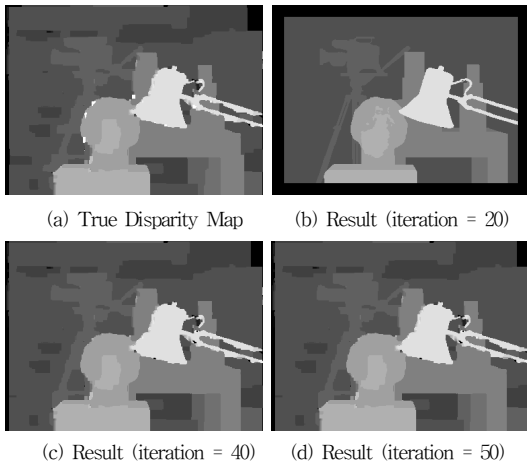 (a) True Disparity Map
(b) Result (iteration = 20)
(c) Result (iteration = 40)
(d) Result (iteration = 50)